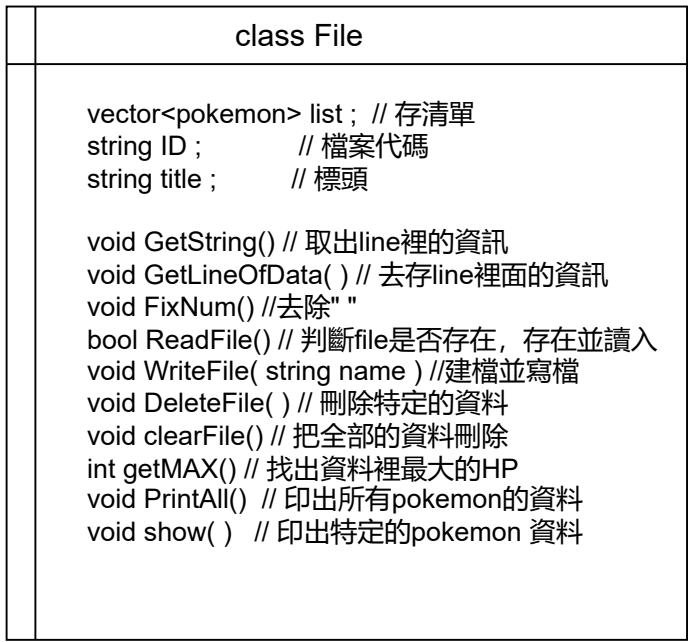 class File
vector<pokemon> list ; // 存清單
string ID ; // 檔案代碼
string title ; // 標頭
void GetString() // 取出line裡的資訊
void GetLineOfData( ) // 去存line裡面的資訊
void FixNum() //去除" "
bool ReadFile() // 判斷file是否存在，存在並讀入
void WriteFile( string name ) //建檔並寫檔
void DeleteFile( ) // 刪除特定的資料
void clearFile() // 把全部的資料刪除
int getMAX() // 找出資料裡最大的HP
void PrintAll() // 印出所有pokemon的資料
void show( ) // 印出特定的pokemon 資料